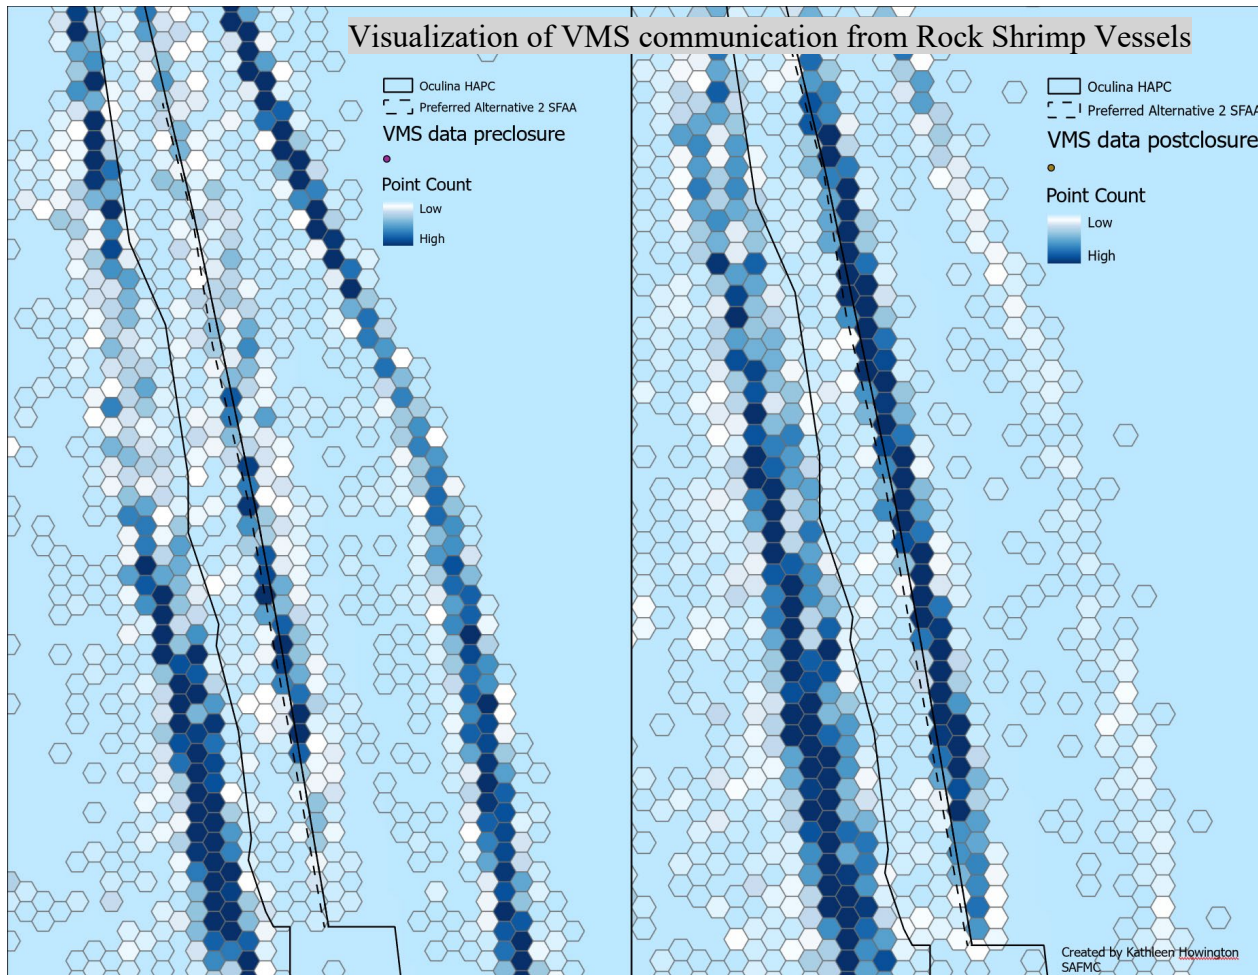 Visualization of VMS communication from Rock Shrimp Vessels
Oculina HAPC
Preferred Alternative 2 SFAA
VMS data preclosure
Point Count
Low
High
Oculina HAPC
Preferred Alternative 2 SFAA
VMS data postclosure
Point Count
Low
High
Created by Kathleen Howington
SAFMC